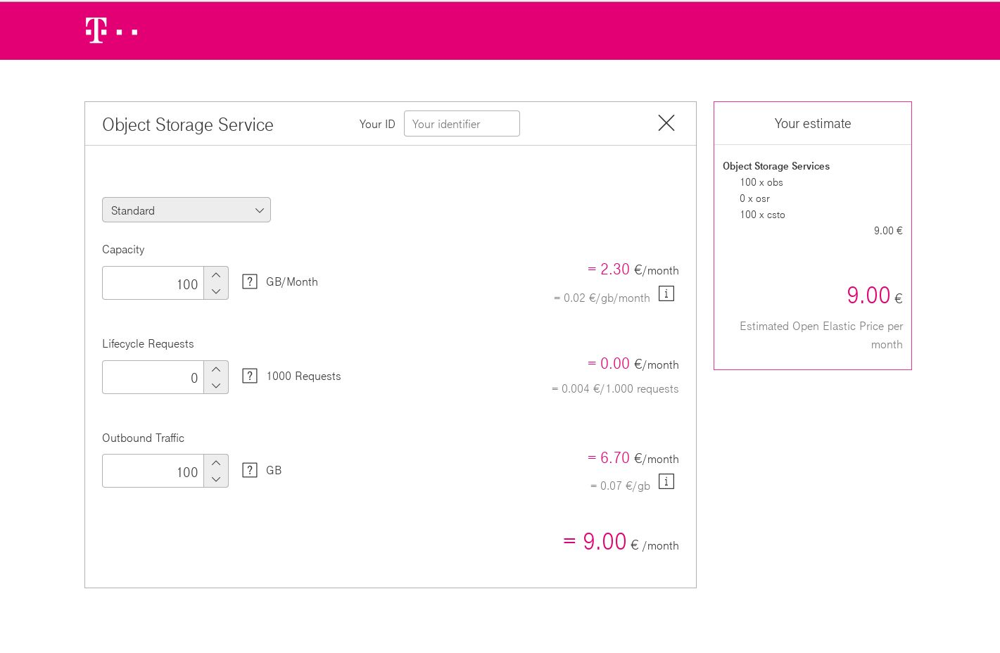 T
Object Storage Service
Your ID
Your identifier
Standard
Capacity
100
? GB/Month
= 2.30 €/month
= 0.02 €/gb/month i
Lifecycle Requests
0
? 1000 Requests
= 0.00 €/month
= 0.004 €/1.000 requests
Outbound Traffic
100
? GB
= 6.70 €/month
= 0.07 €/gb i
= 9.00 € /month
Your estimate
Object Storage Services
100 x obs
0 x osr
100 x csto
9.00 €
9.00 €
Estimated Open Elastic Price per
month